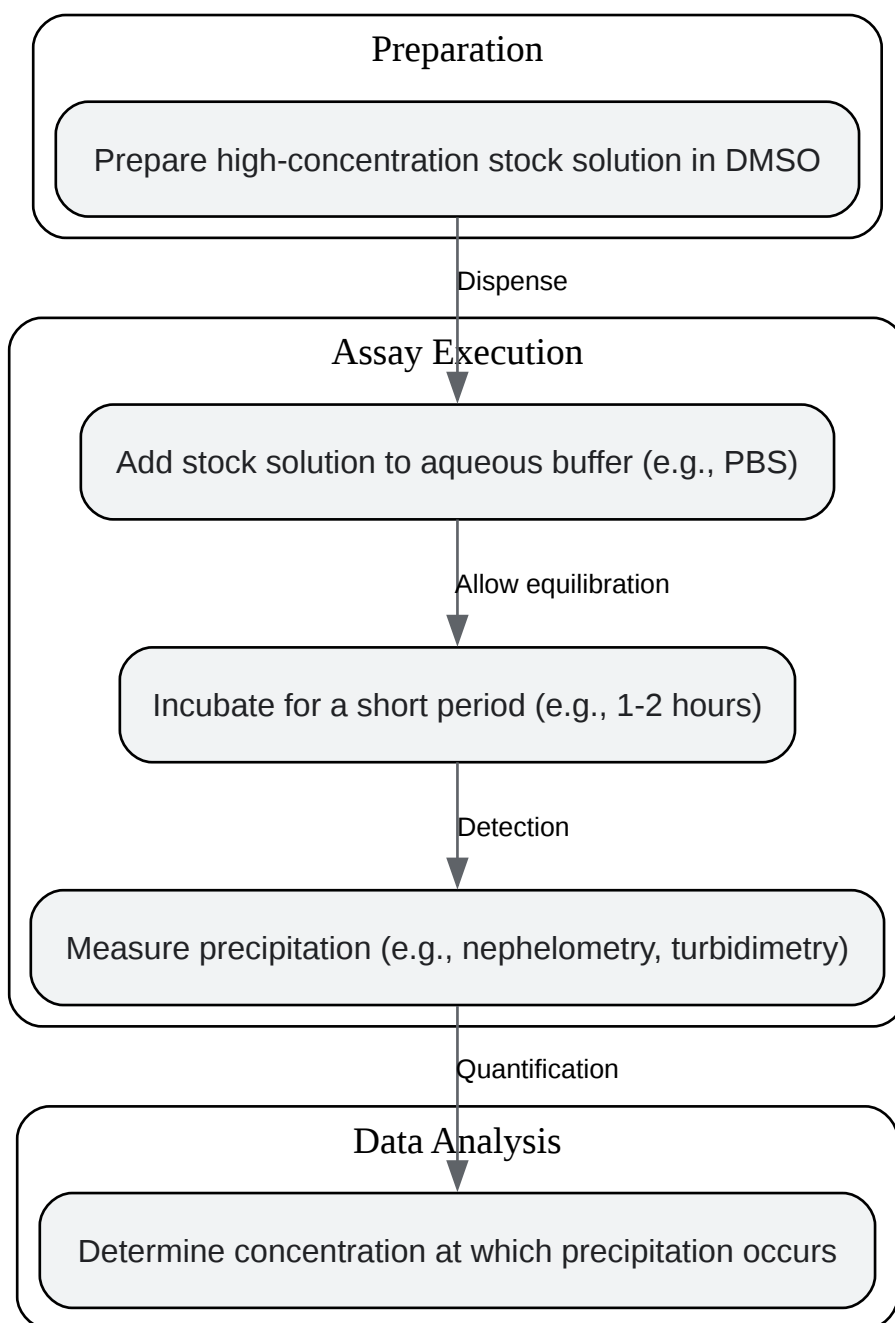 Preparation
Prepare high-concentration stock solution in DMSO
Dispense
Assay Execution
Add stock solution to aqueous buffer (e.g., PBS)
Allow equilibration
Incubate for a short period (e.g., 1-2 hours)
Detection
Measure precipitation (e.g., nephelometry, turbidimetry)
Quantification
Data Analysis
Determine concentration at which precipitation occurs